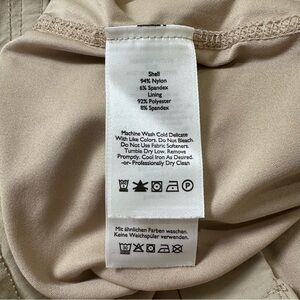 Shell
94% Nylon
6% Spandex
Lining
92% Polyester
8% Spandex
Machine Wash Cold Delicate
With Like Colors. Do Not Bleach
Do Not Use Fabric Softeners.
Tumble Dry Low. Remove
Promptly. Cool Iron As Desired.
-or- Professionally Dry Clean
P
Mit ähnlichen Farben waschen.
Keine Weichspüler verwenden.